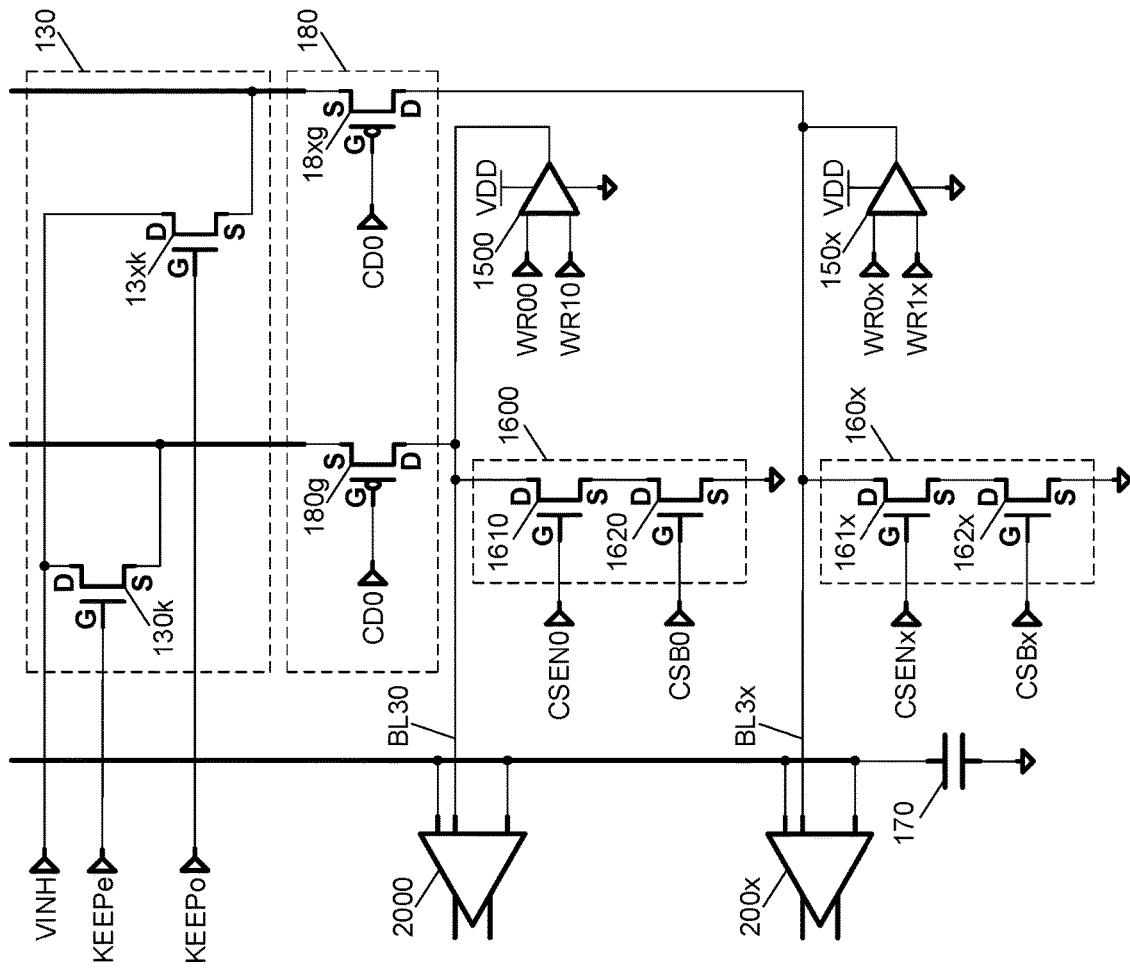 130
180
S
18xg
G
D
D
13xk
G
S
CD0
VDD
1500
WR00
WR10
VDD
150x
WR0x
WR1x
S
180g
G
D
CD0
1600
D
1610
G
S
D
1620
G
S
160x
D
161x
G
S
D
162x
G
S
D
G
S
130k
CSEN0
CSB0
CSENx
CSBx
BL30
BL3x
170
VINH
KEEPe
KEEPo
2000
200x